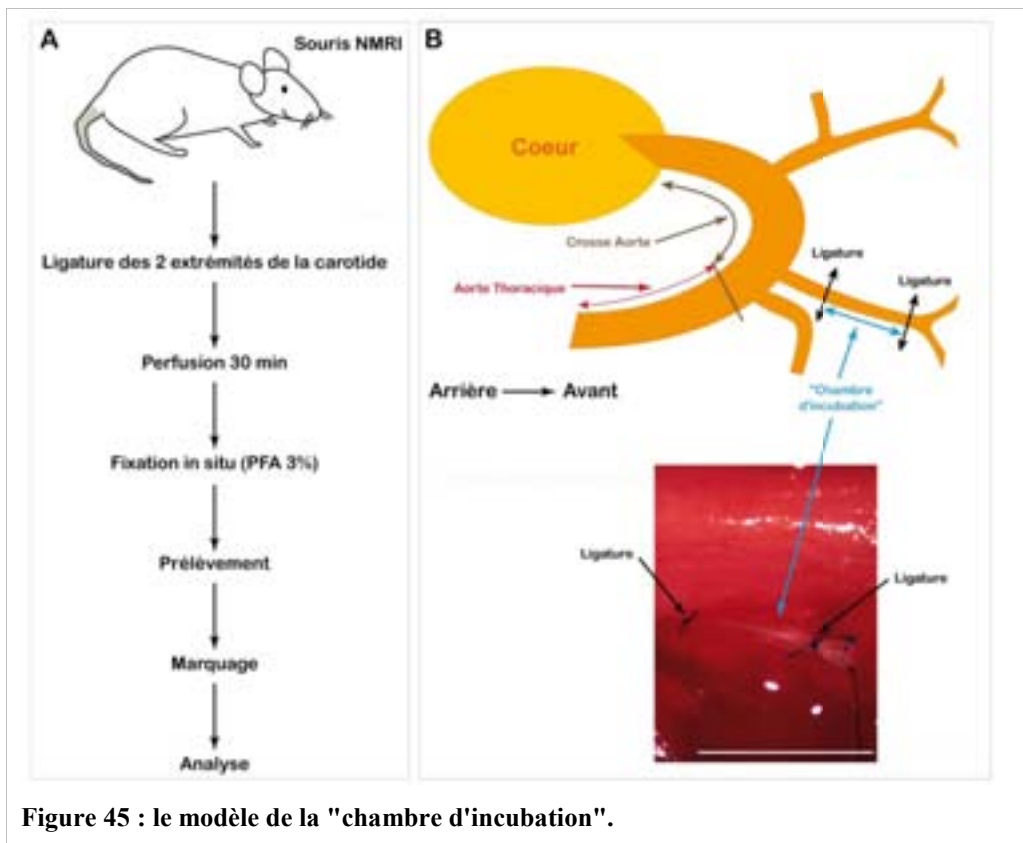 A
Souris NMRI
Ligature des 2 extrémités de la carotide
Perfusion 30 min
Fixation in situ (PFA 3%)
Prélèvement
Marquage
Analyse
B
Coeur
Crosse Aorte
Aorte Thoracique
Ligature
Ligature
Arrière
Avant
"Chambre
d'incubation"
Ligature
Ligature
Figure 45 : le modèle de la "chambre d'incubation".